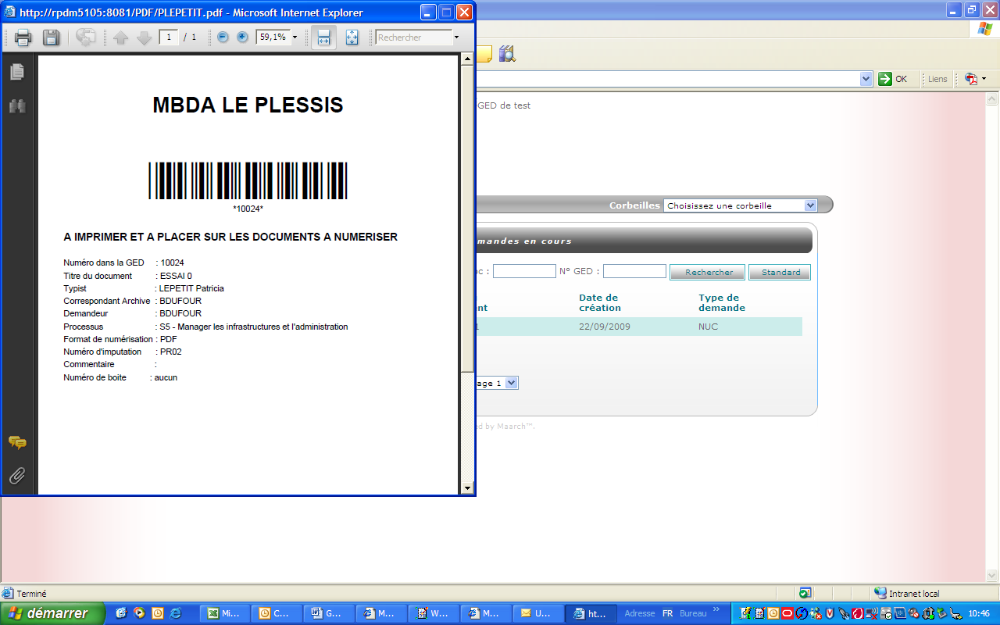 http://rpdm5105:8081/PDF/PLEPETIT.pdf - Microsoft Internet Explorer
1 / 1
59,1%
Rechercher
MBDA LE PLESSIS
*10024*
A IMPRIMER ET A PLACER SUR LES DOCUMENTS A NUMERISER
Numéro dans la GED : 10024
Titre du document : ESSAI 0
Typist : LEPETIT Patricia
Correspondant Archive : BDUFOUR
Demandeur : BDUFOUR
Processus : S5 - Manager les infrastructures et l'administration
Format de numérisation : PDF
Numéro d'imputation : PR02
Commentaire :
Numéro de boite : aucun
OK
Liens
GED de test
Corbeilles
Choisissez une corbeille
mandes en cours
oc :
N° GED :
Rechercher
Standard
ent
Date de
création
Type de
demande
1
22/09/2009
NUC
age 1
ed by Maarch™.
Terminé
Intranet local
démarrer
Mi...
C...
G...
M...
W...
M...
U...
ht...
Adresse
FR
Bureau
»
10:46